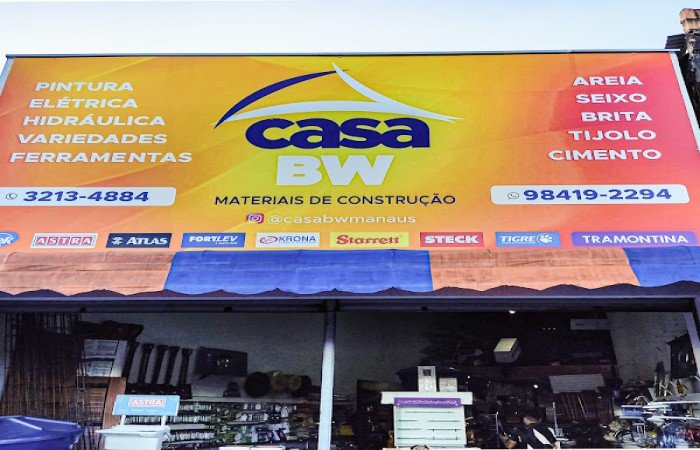 PINTURA
ELÉTRICA
HIDRÁULICA
VARIEDADES
FERRAMENTAS
3213-4884
casa
BW
MATERIAIS DE CONSTRUÇÃO
@casabwmanaus
AREIA
SEIXO
BRITA
TIJOLO
CIMENTO
98419-2294
ASTRA
ATLAS
FORTLEV
KRONA
Starrett
STECK
TIGRE
TRAMONTINA
ASTRA